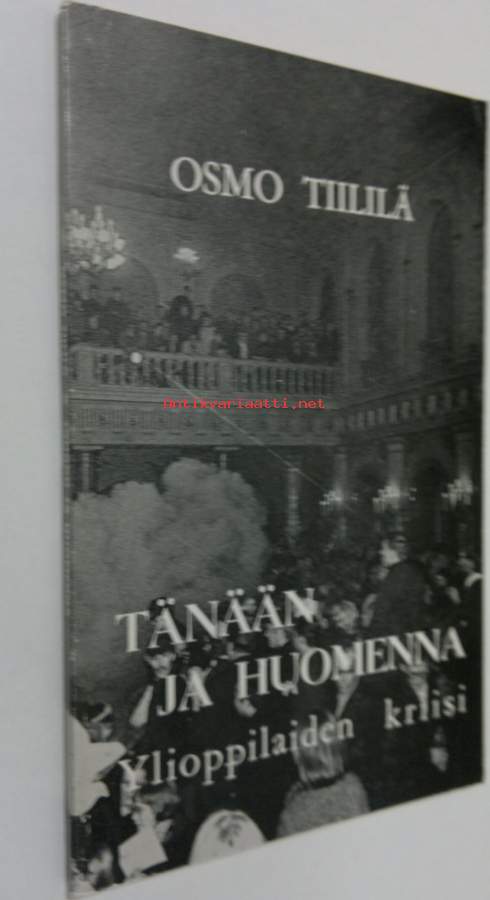 OSMO TIILILÄ
antikvariaatti.net
TÄNÄÄN
JA HUOMENNA
Ylioppilaiden kriisi